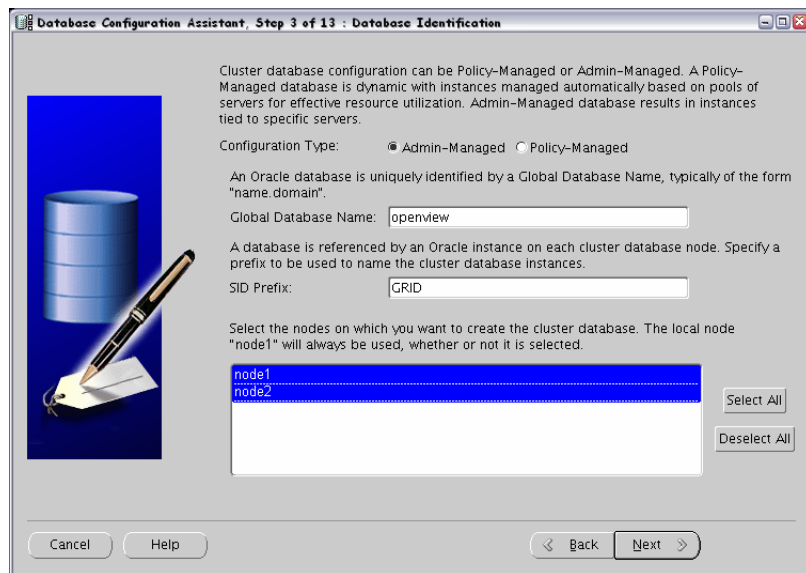 Database Configuration Assistant, Step 3 of 13 : Database Identification
Cluster database configuration can be Policy-Managed or Admin-Managed. A Policy-
Managed database is dynamic with instances managed automatically based on pools of
servers for effective resource utilization. Admin-Managed database results in instances
tied to specific servers.
Configuration Type: Admin-Managed Policy-Managed
An Oracle database is uniquely identified by a Global Database Name, typically of the form
"name.domain".
Global Database Name: openview
A database is referenced by an Oracle instance on each cluster database node. Specify a
prefix to be used to name the cluster database instances.
SID Prefix: GRID
Select the nodes on which you want to create the cluster database. The local node
"node1" will always be used, whether or not it is selected.
node1
node2
Select All
Deselect All
Cancel Help Back Next